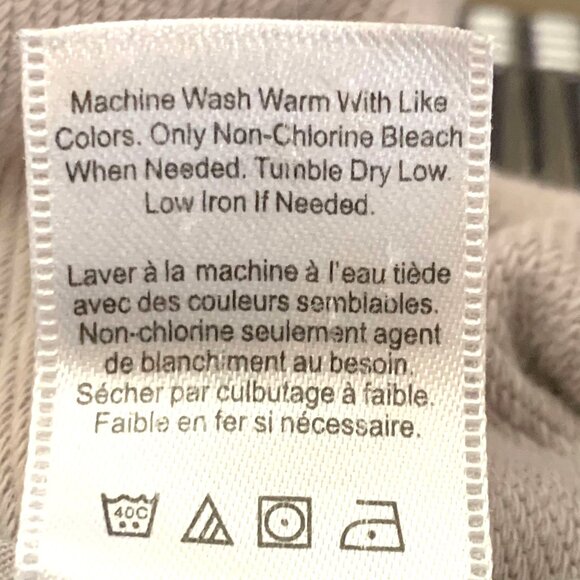 Machine Wash Warm With Like
Colors. Only Non-Chlorine Bleach
When Needed. Tumble Dry Low.
Low Iron If Needed.
Laver à la machine à l'eau tiède
avec des couleurs semblables.
Non-chlorine seulement agent
de blanchiment au besoin.
Sécher par culbutage à faible.
Faible en fer si nécessaire.
40C